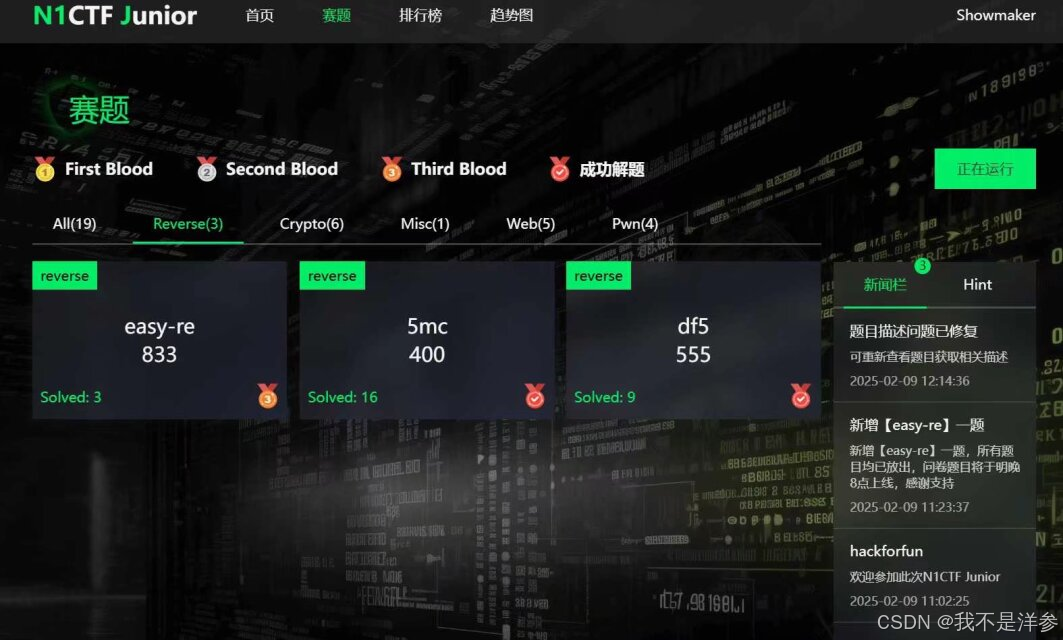 N1CTF Junior 首页 赛题 排行榜 趋势图 Showmaker
赛题
First Blood Second Blood Third Blood 成功解题
正在运行
All(19) Reverse(3) Crypto(6) Misc(1) Web(5) Pwn(4)
reverse
easy-re
833
Solved: 3
reverse
5mc
400
Solved: 16
reverse
df5
555
Solved: 9
新闻栏 3 Hint
题目描述问题已修复
可重新查看题目获取相关描述
2025-02-09 12:14:36
新增【easy-re】一题
新增【easy-re】一题，所有题
目均已放出，问卷题目将于明晚
8点上线，感谢支持
2025-02-09 11:23:37
hackforfun
欢迎参加此次N1CTF Junior
2025-02-09 11:02:25
CSDN @我不是洋参